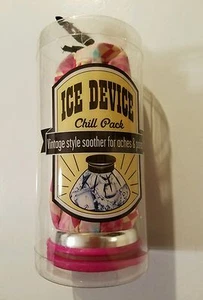 ICE DEVICE
Chill Pack
Vintage style soother for aches &